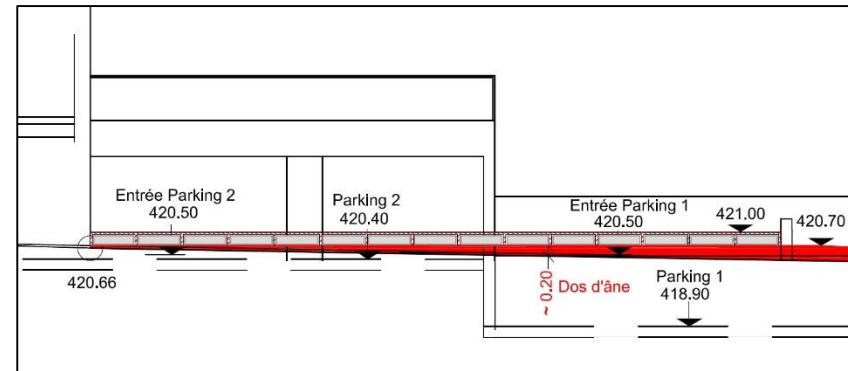 Entrée Parking 2
420.50
Parking 2
420.40
Entrée Parking 1
420.50
421.00
420.70
420.66
~ 0.20
Dos d'âne
Parking 1
418.90